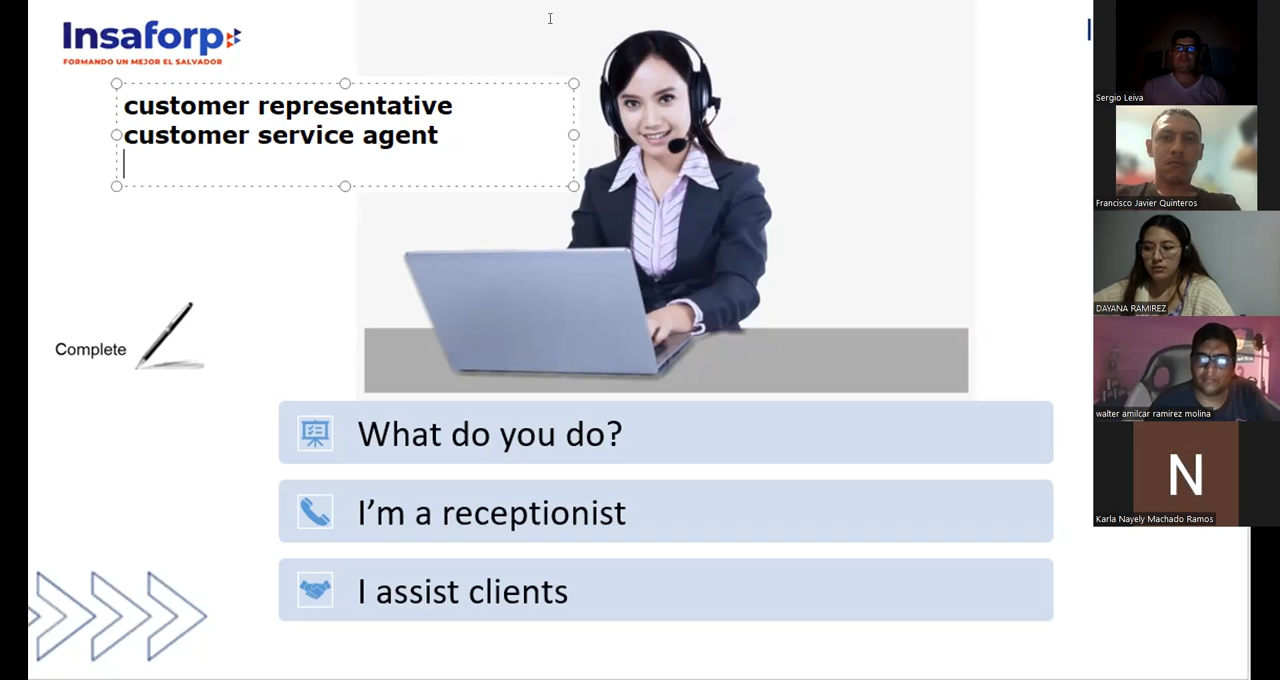 Insaforp
FORMANDO UN MEJOR EL SALVADOR
customer representative
customer service agent
Complete
What do you do?
I'm a receptionist
I assist clients
Sergio Leiva
Francisco Javier Quinteros
DAYANA RAMIREZ
walter amilcar ramirez molina
N
Karla Nayely Machado Ramos